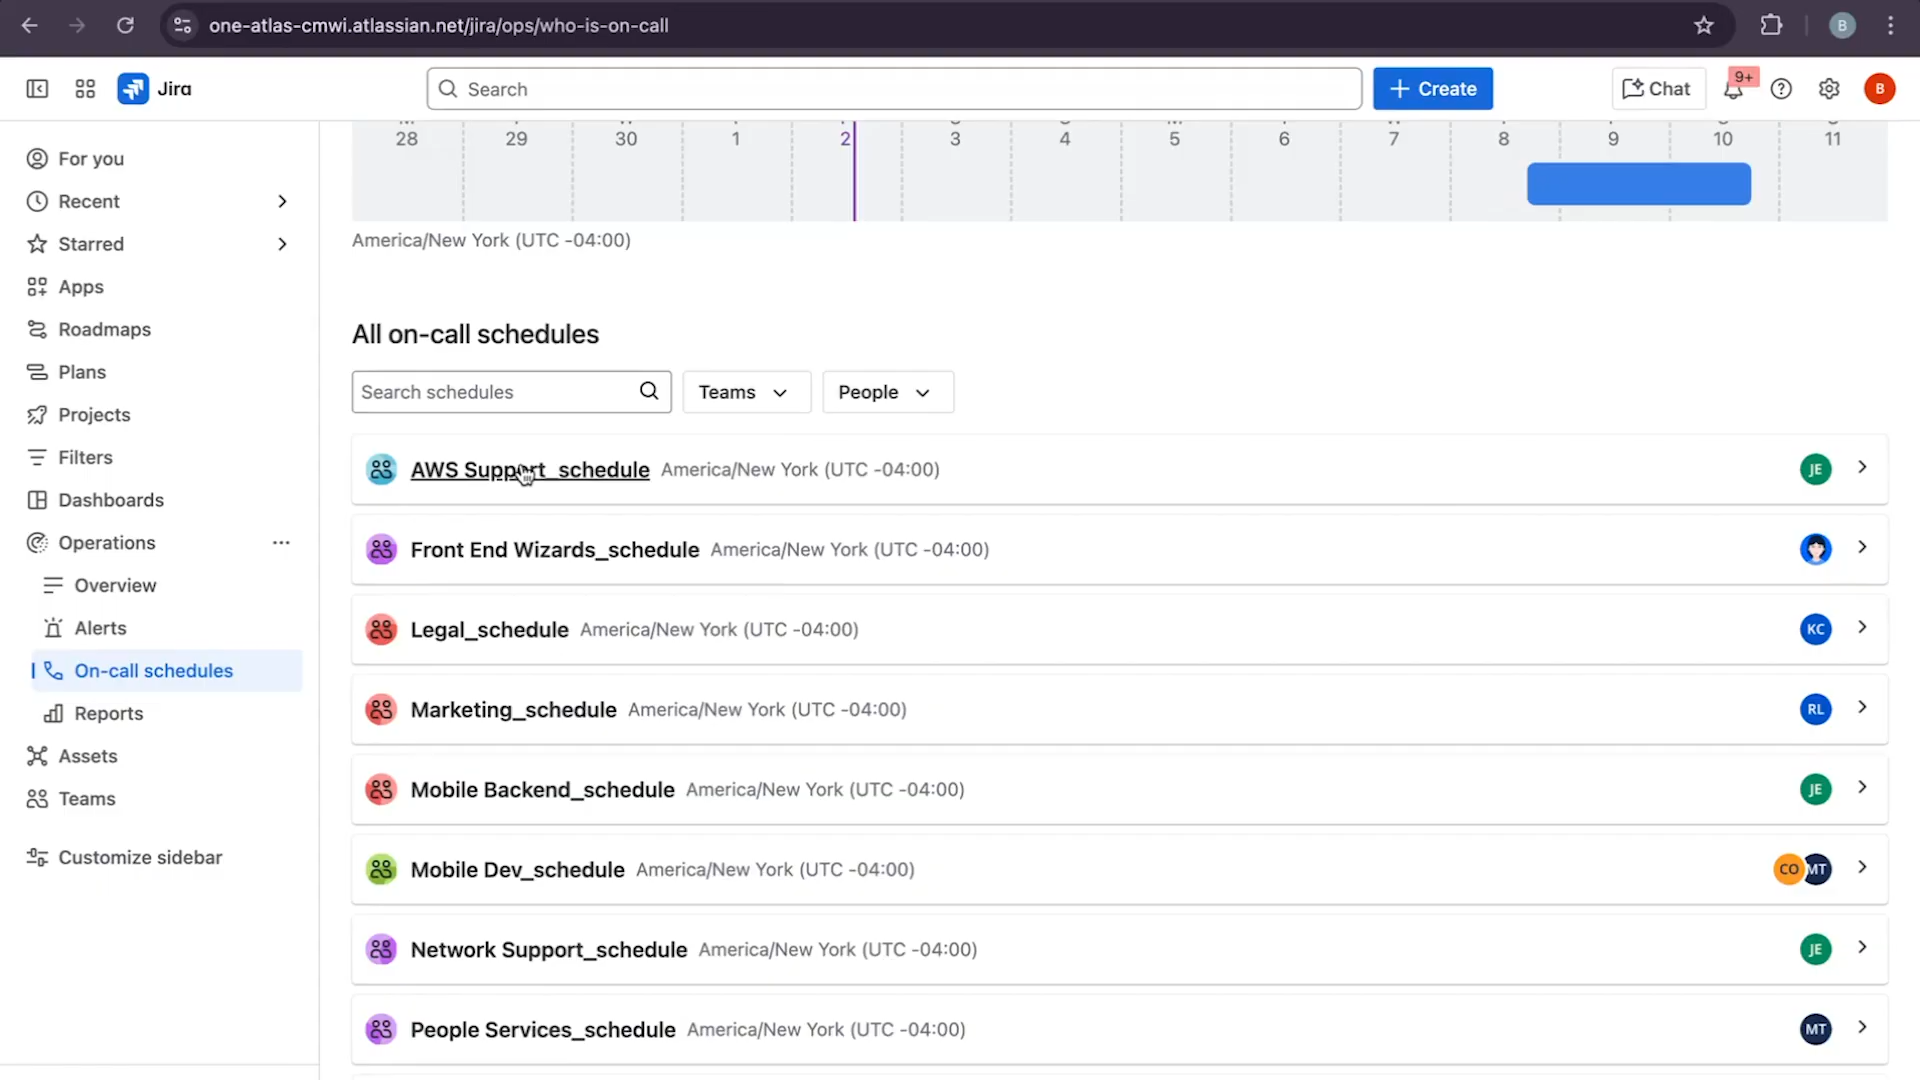 one-atlas-cmwi.atlassian.net/jira/ops/who-is-on-call
B
Jira
Search
Create
Chat
9+
B
28 29 30 1 2 3 4 5 6 7 8 9 10 11
America/New York (UTC -04:00)
For you
Recent
Starred
Apps
Roadmaps
Plans
Projects
Filters
Dashboards
Operations
Overview
Alerts
On-call schedules
Reports
Assets
Teams
Customize sidebar
All on-call schedules
Search schedules
Teams
People
AWS Support_schedule America/New York (UTC -04:00) JE
Front End Wizards_schedule America/New York (UTC -04:00)
Legal_schedule America/New York (UTC -04:00) KC
Marketing_schedule America/New York (UTC -04:00) RL
Mobile Backend_schedule America/New York (UTC -04:00) JE
Mobile Dev_schedule America/New York (UTC -04:00) CO MT
Network Support_schedule America/New York (UTC -04:00) JE
People Services_schedule America/New York (UTC -04:00) MT